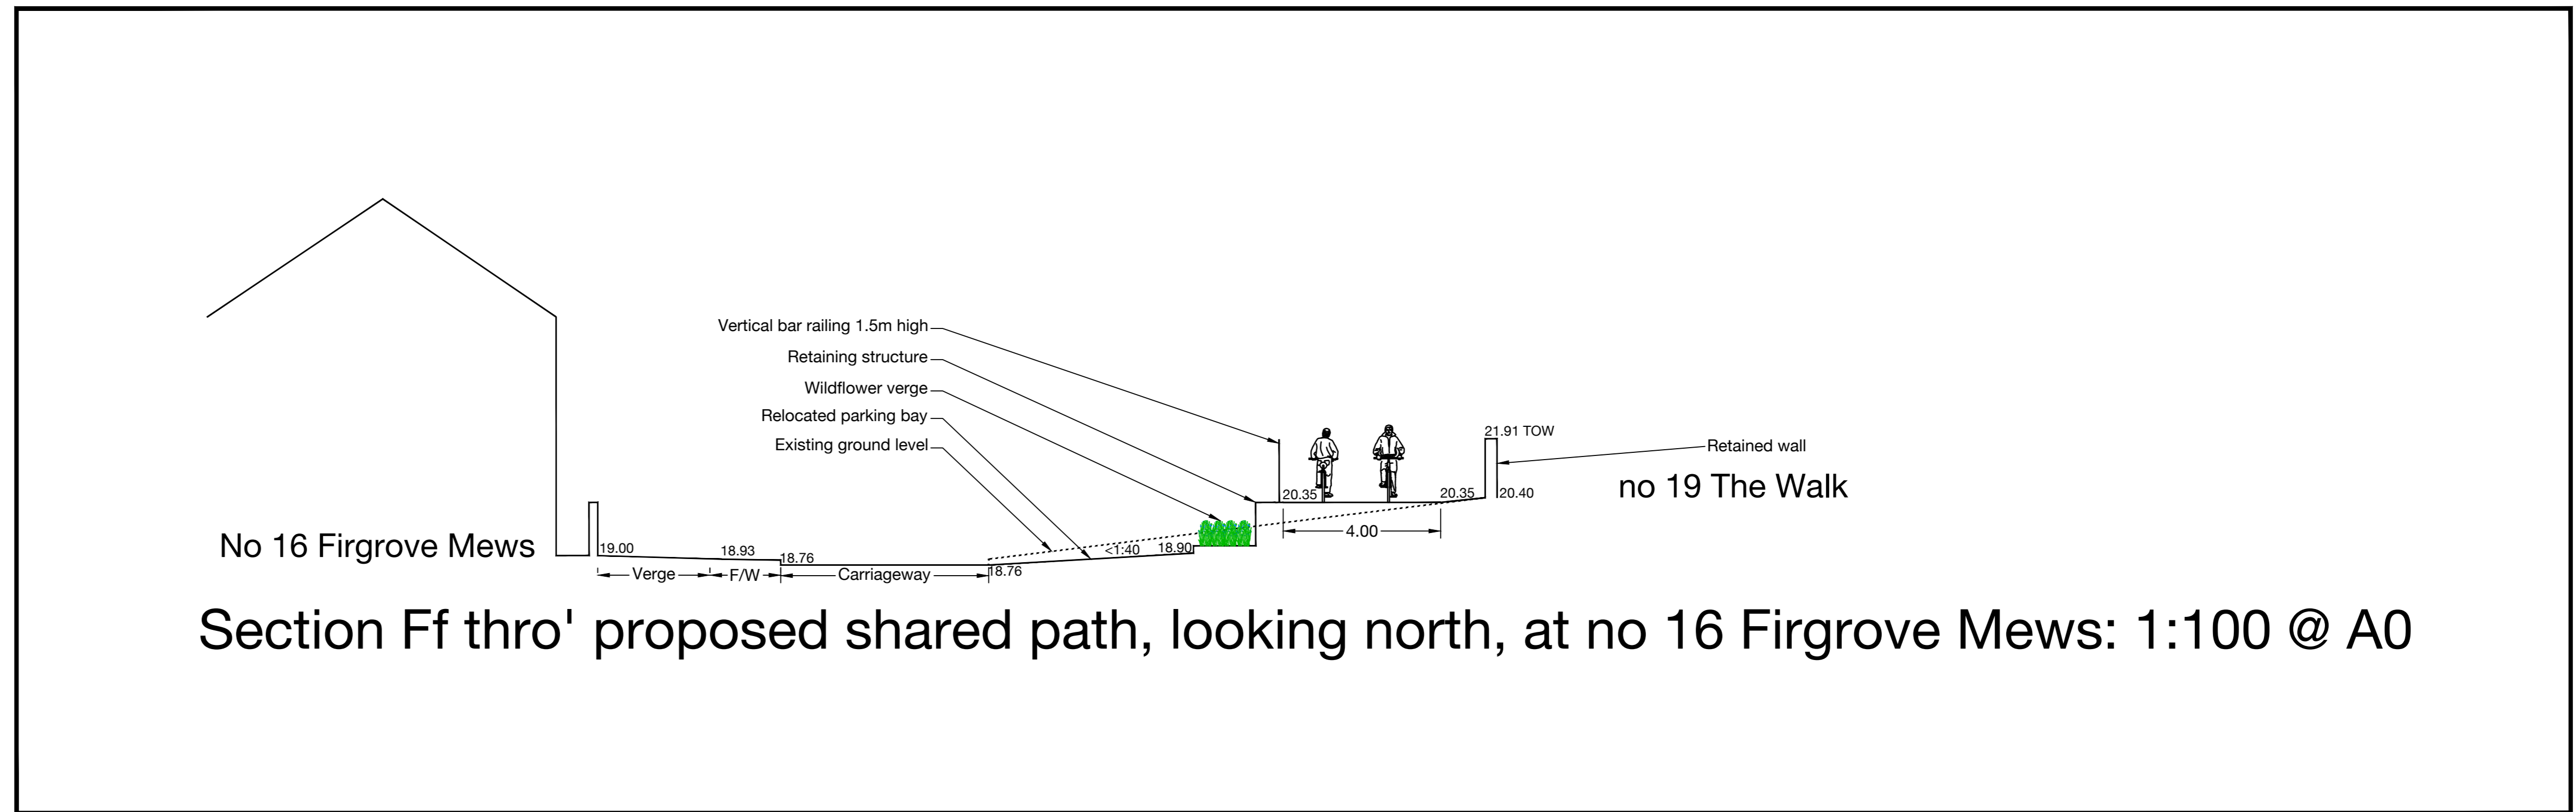 Vertical bar railing 1.5m high
Retaining structure
Wildflower verge
Relocated parking bay
Existing ground level
21.91 TOW
Retained wall
20.35
20.35
20.40
no 19 The Walk
4.00
No 16 Firgrove Mews
19.00
18.93
18.76
<1:40
18.90
Verge
F/W
Carriageway
18.76
Section Ff thro' proposed shared path, looking north, at no 16 Firgrove Mews: 1:100 @ A0